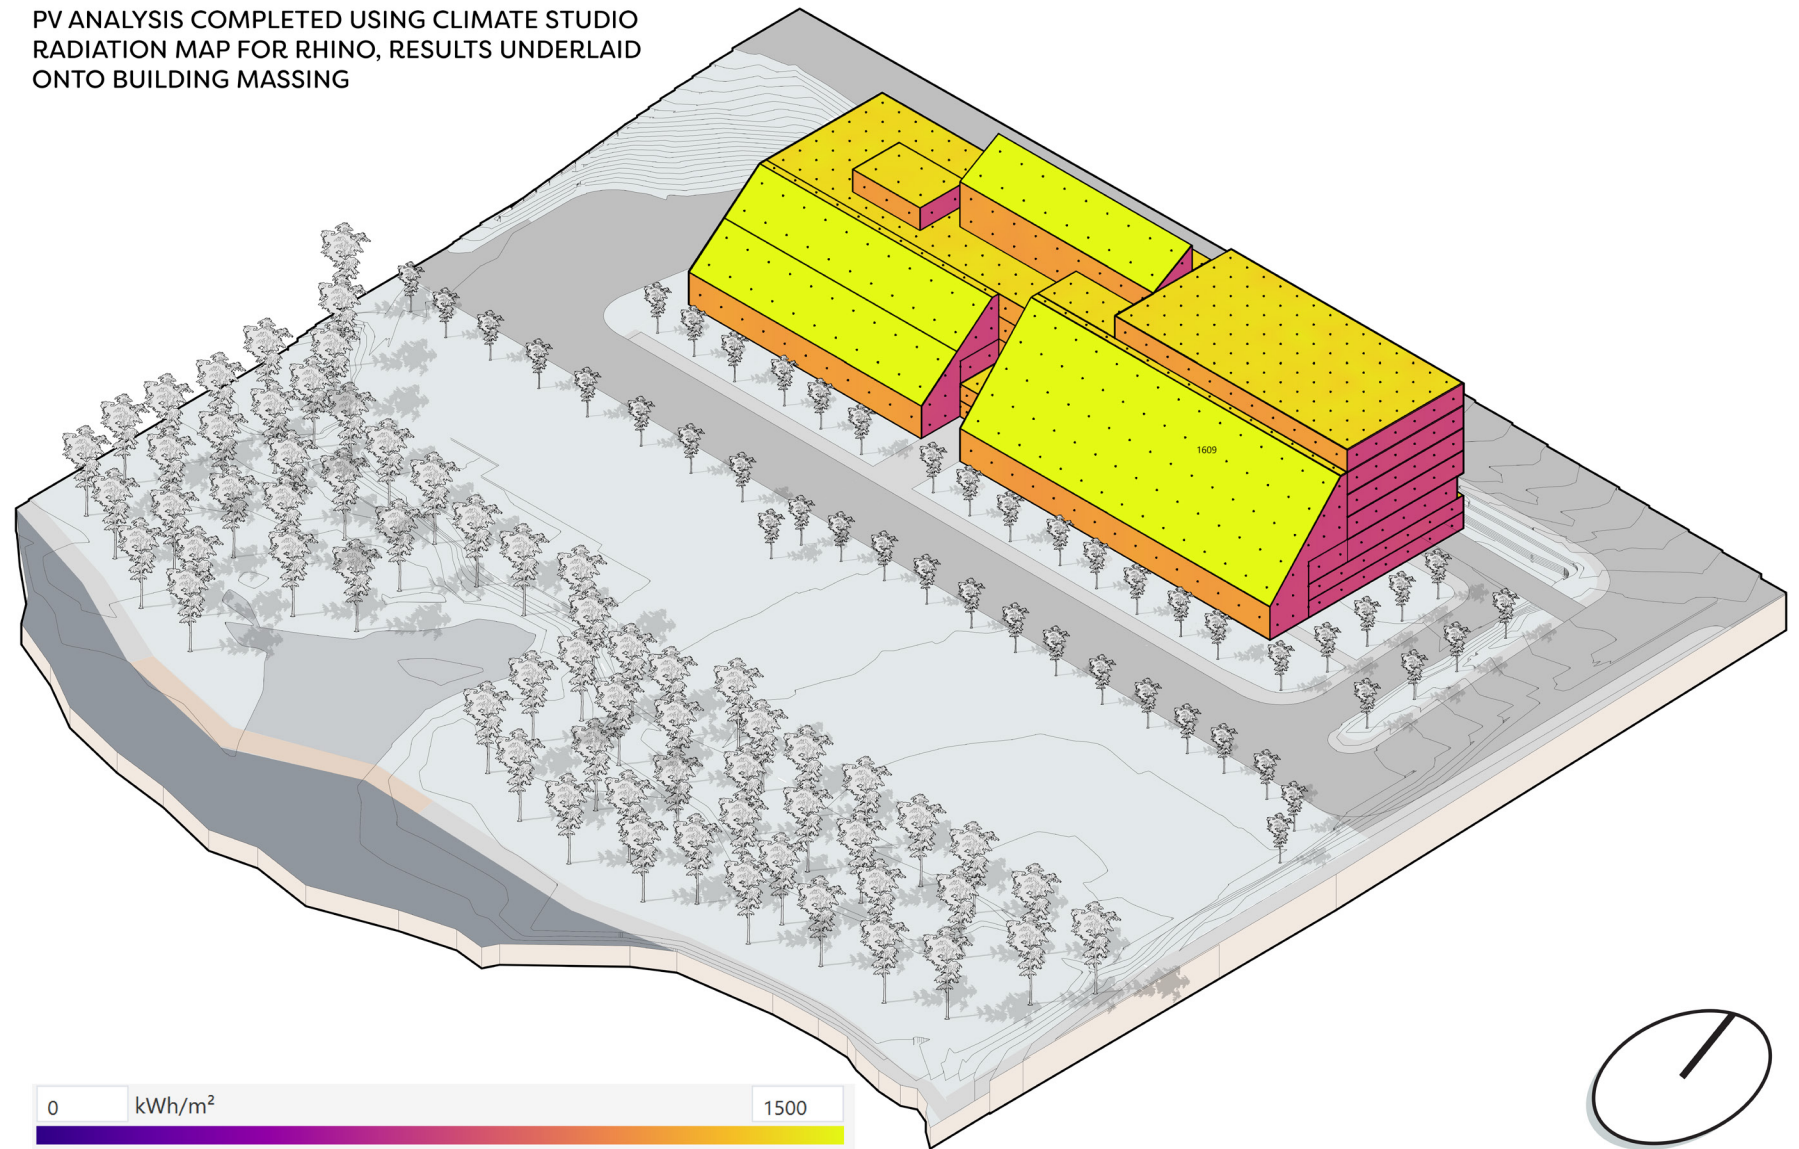 PV ANALYSIS COMPLETED USING CLIMATE STUDIO
RADIATION MAP FOR RHINO, RESULTS UNDERLAID
ONTO BUILDING MASSING
1609
0 kWh/m² 1500